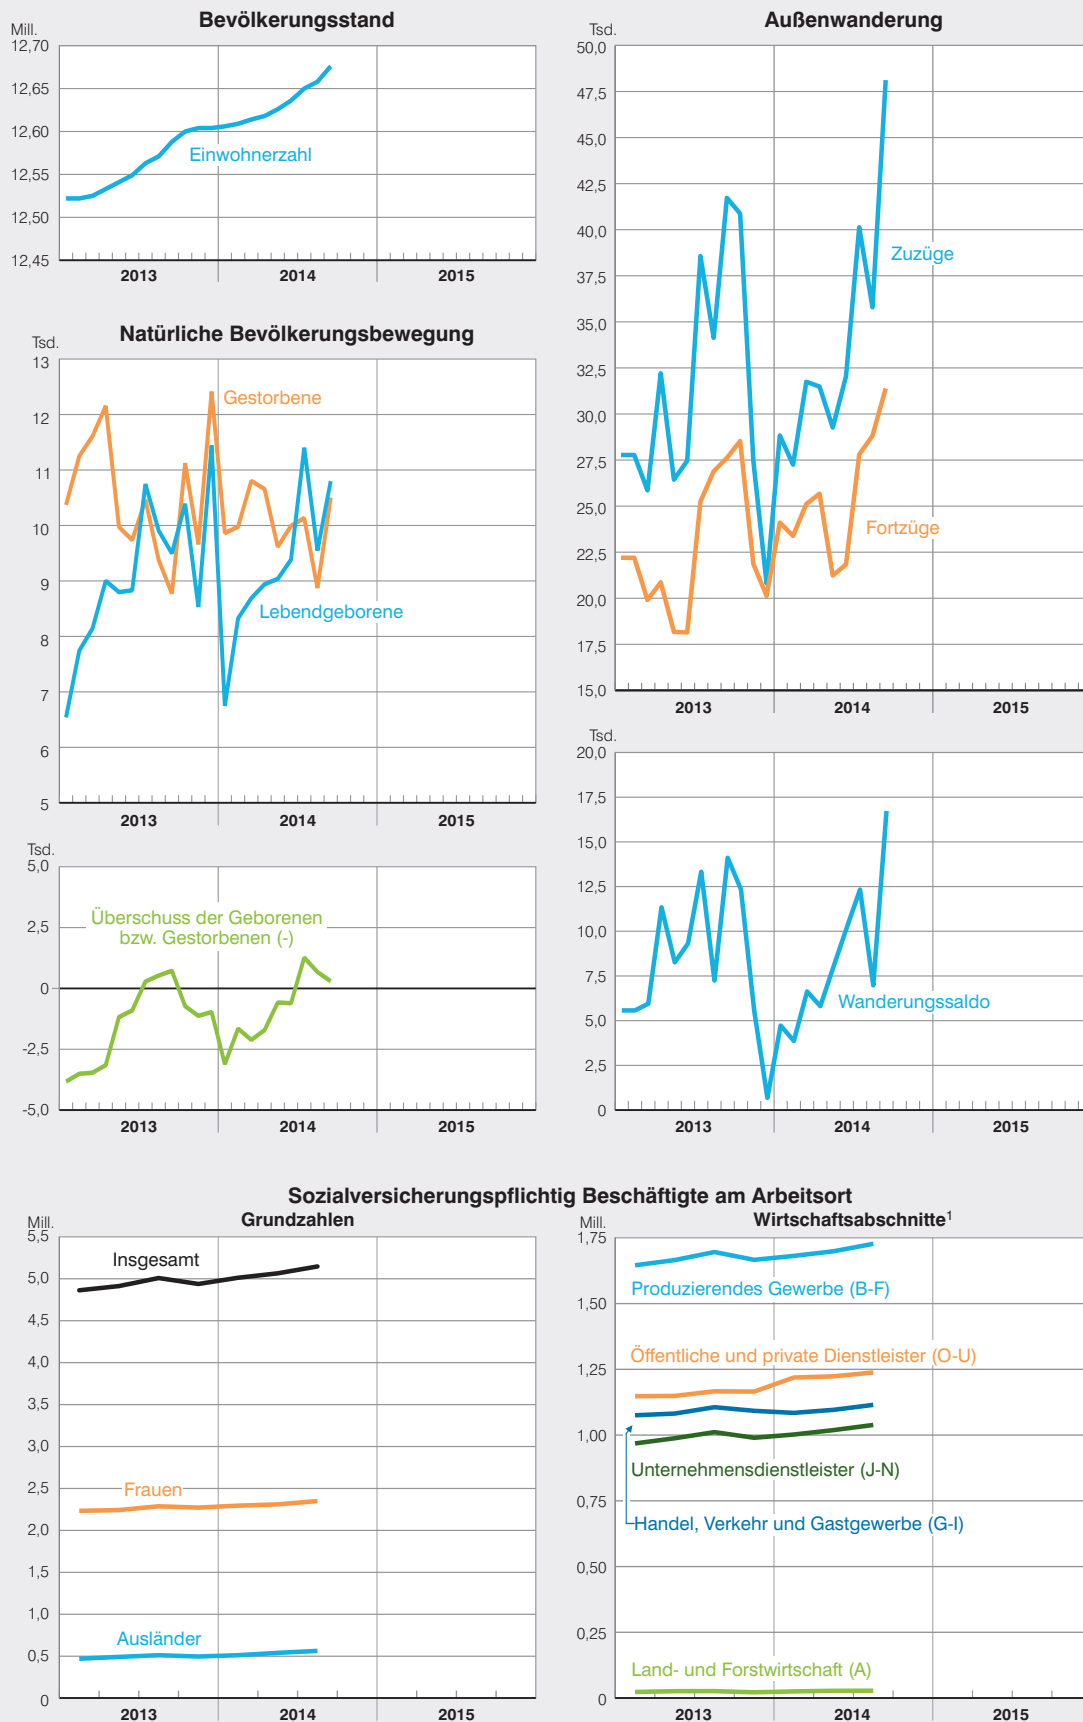 Bevölkerungsstand
Mill.
12,70
12,65
12,60
12,55
12,50
12,45
Einwohnerzahl
2013
2014
2015
Natürliche Bevölkerungsbewegung
Tsd.
13
12
11
10
9
8
7
6
5
Gestorbene
Lebendgeborene
2013
2014
2015
Tsd.
5,0
2,5
0
-2,5
-5,0
Überschuss der Geborenen
bzw. Gestorbenen (-)
2013
2014
2015
Außenwanderung
Tsd.
50,0
47,5
45,0
42,5
40,0
37,5
35,0
32,5
30,0
27,5
25,0
22,5
20,0
17,5
15,0
Zuzüge
Fortzüge
2013
2014
2015
Tsd.
20,0
17,5
15,0
12,5
10,0
7,5
5,0
2,5
0
Wanderungssaldo
2013
2014
2015
Sozialversicherungspflichtig Beschäftigte am Arbeitsort
Grundzahlen
Mill.
5,5
5,0
4,5
4,0
3,5
3,0
2,5
2,0
1,5
1,0
0,5
0
Insgesamt
Frauen
Ausländer
2013
2014
2015
Wirtschaftsabschnitte¹
Mill.
1,75
1,50
1,25
1,00
0,75
0,50
0,25
0
Produzierendes Gewerbe (B-F)
Öffentliche und private Dienstleister (O-U)
Unternehmensdienstleister (J-N)
Handel, Verkehr und Gastgewerbe (G-I)
Land- und Forstwirtschaft (A)
2013
2014
2015